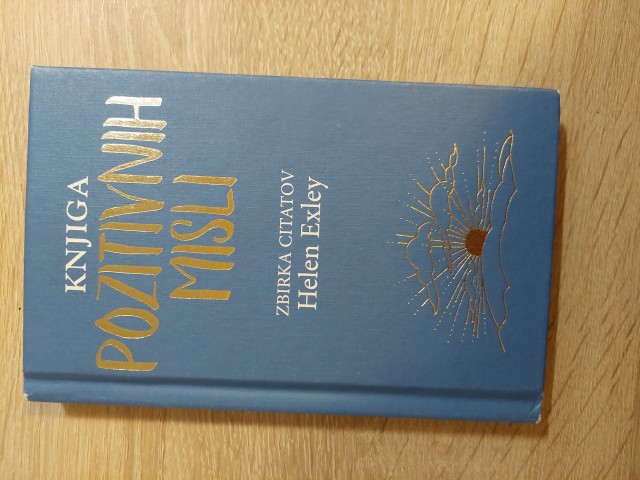 KNJIGA
POZITIVNIH
MISLI
ZBIRKA CITATOV
Helen Exley